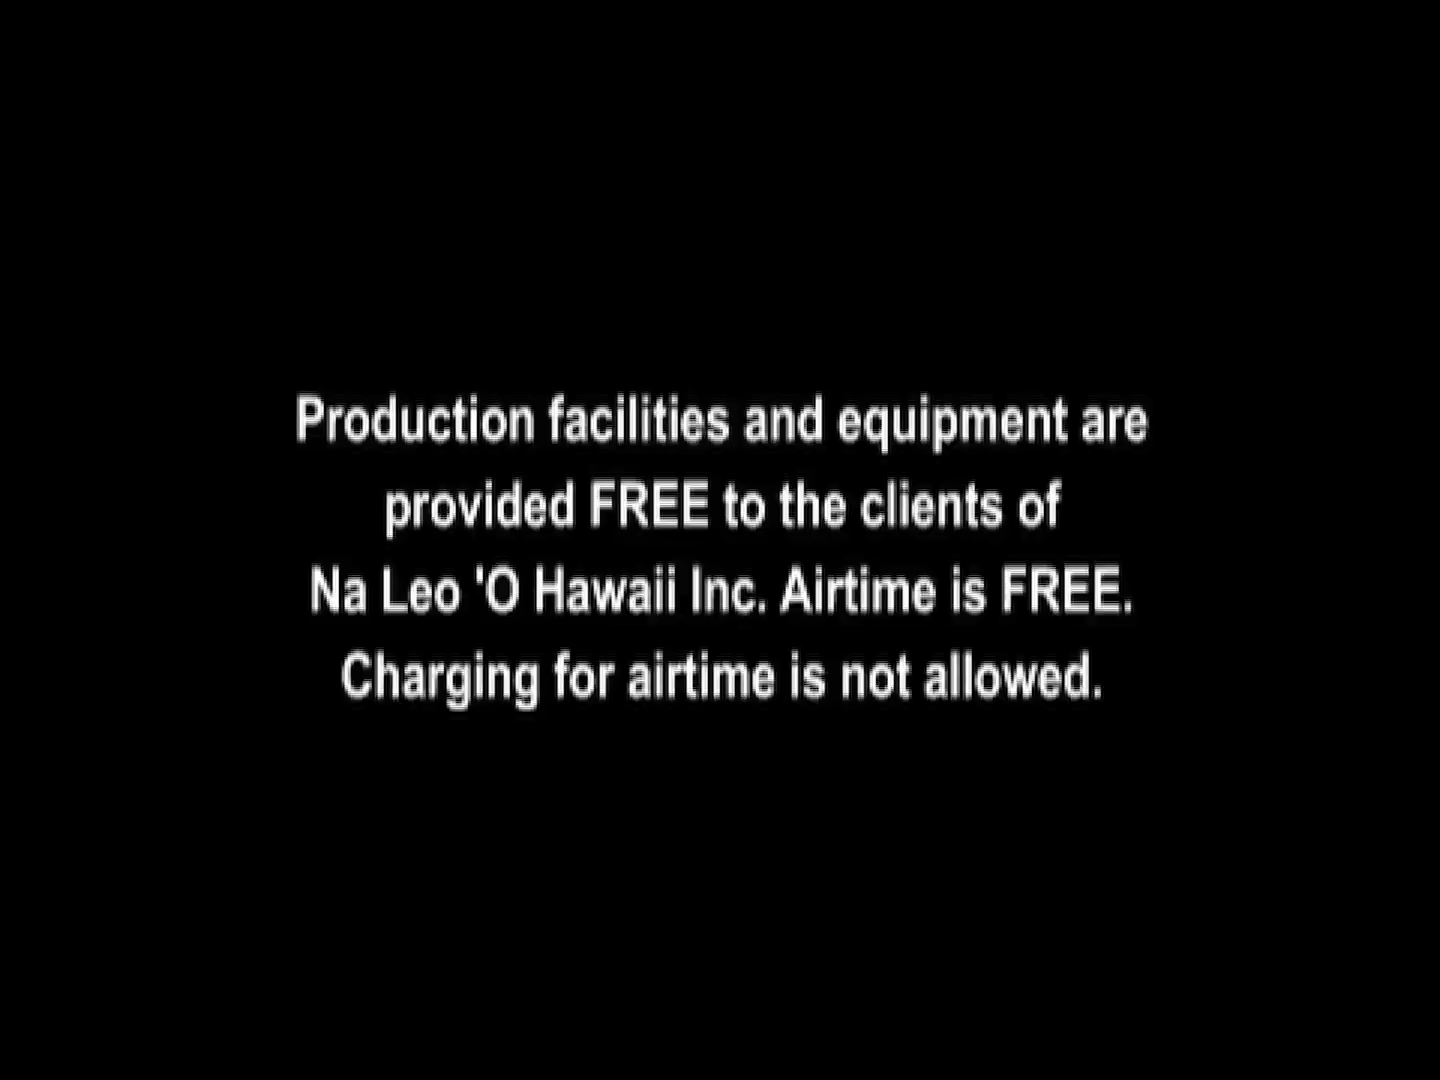 Production facilities and equipment are
provided FREE to the clients of
Na Leo 'O Hawaii Inc. Airtime is FREE.
Charging for airtime is not allowed.